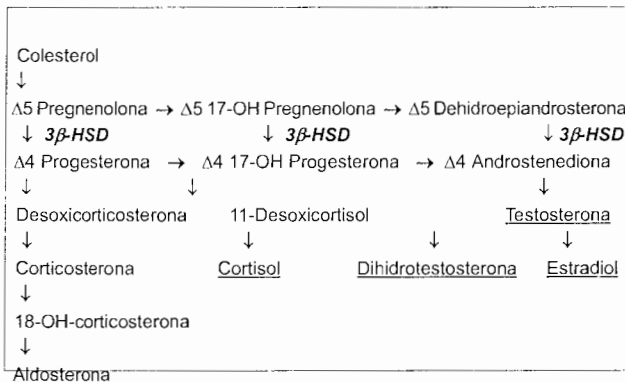 Colesterol
↓
Δ5 Pregnenolona → Δ5 17-OH Pregnenolona → Δ5 Dehidroepiandrosterona
↓ 3β-HSD ↓ 3β-HSD ↓ 3β-HSD
Δ4 Progesterona → Δ4 17-OH Progesterona → Δ4 Androstenediona
↓ ↓ ↓
Desoxicorticosterona 11-Desoxicortisol Testosterona
↓ ↓ ↓ ↓
Corticosterona Cortisol Dihidrotestosterona Estradiol
↓
18-OH-corticosterona
↓
Aldosterona